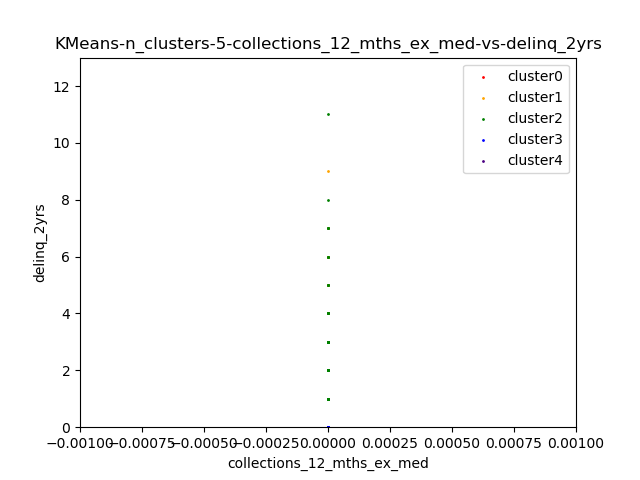 KMeans-n_clusters-5-collections_12_mths_ex_med-vs-delinq_2yrs
cluster0
cluster1
cluster2
cluster3
cluster4
12
10
8
6
4
2
0
delinq_2yrs
−0.00100 −0.00075 −0.00050 −0.00025 0.00000 0.00025 0.00050 0.00075 0.00100
collections_12_mths_ex_med